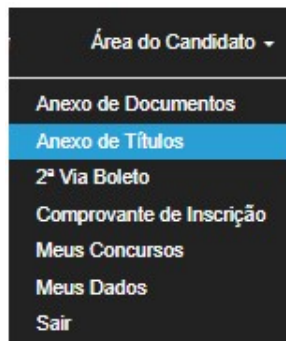 Área do Candidato
Anexo de Documentos
Anexo de Títulos
2ª Via Boleto
Comprovante de Inscrição
Meus Concursos
Meus Dados
Sair